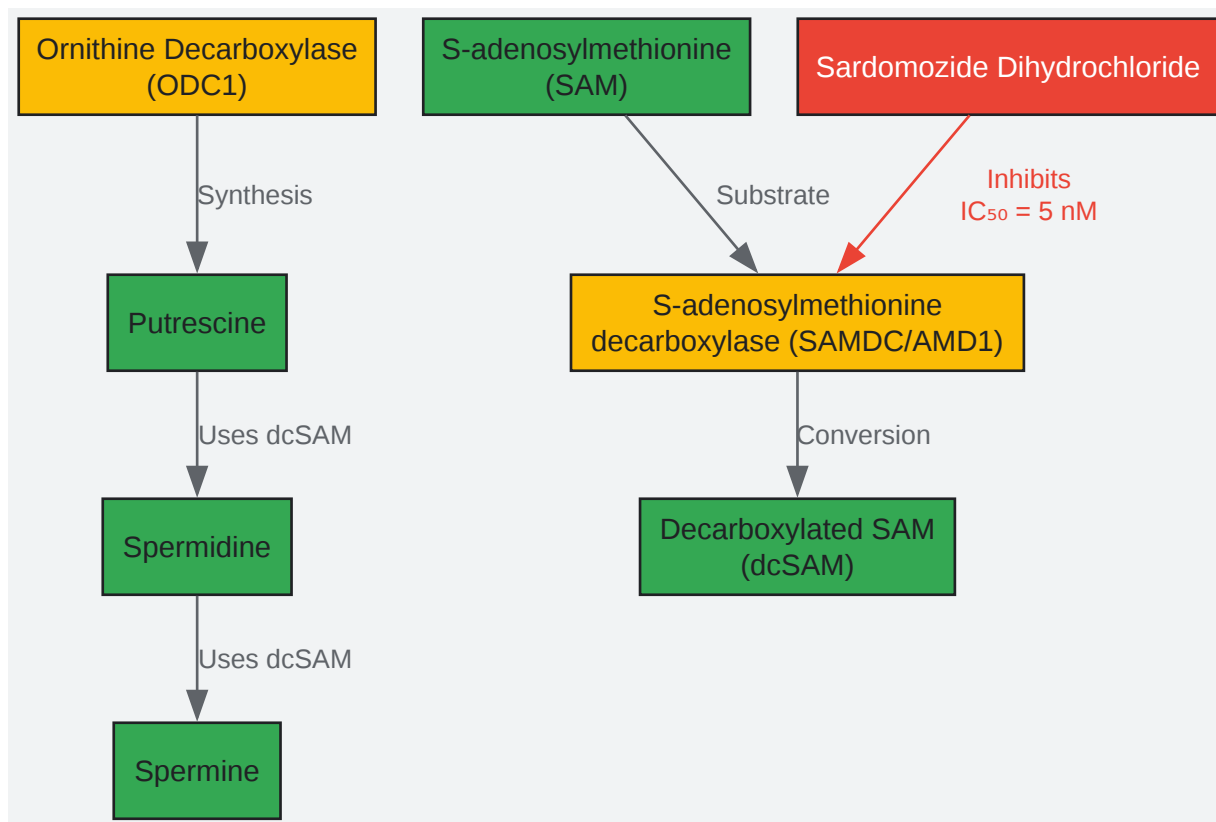 Ornithine Decarboxylase
(ODC1)
S-adenosylmethionine
(SAM)
Sardomozide Dihydrochloride
Synthesis
Substrate
Inhibits
IC₅₀ = 5 nM
Putrescine
S-adenosylmethionine
decarboxylase (SAMDC/AMD1)
Uses dcSAM
Conversion
Spermidine
Decarboxylated SAM
(dcSAM)
Uses dcSAM
Spermine